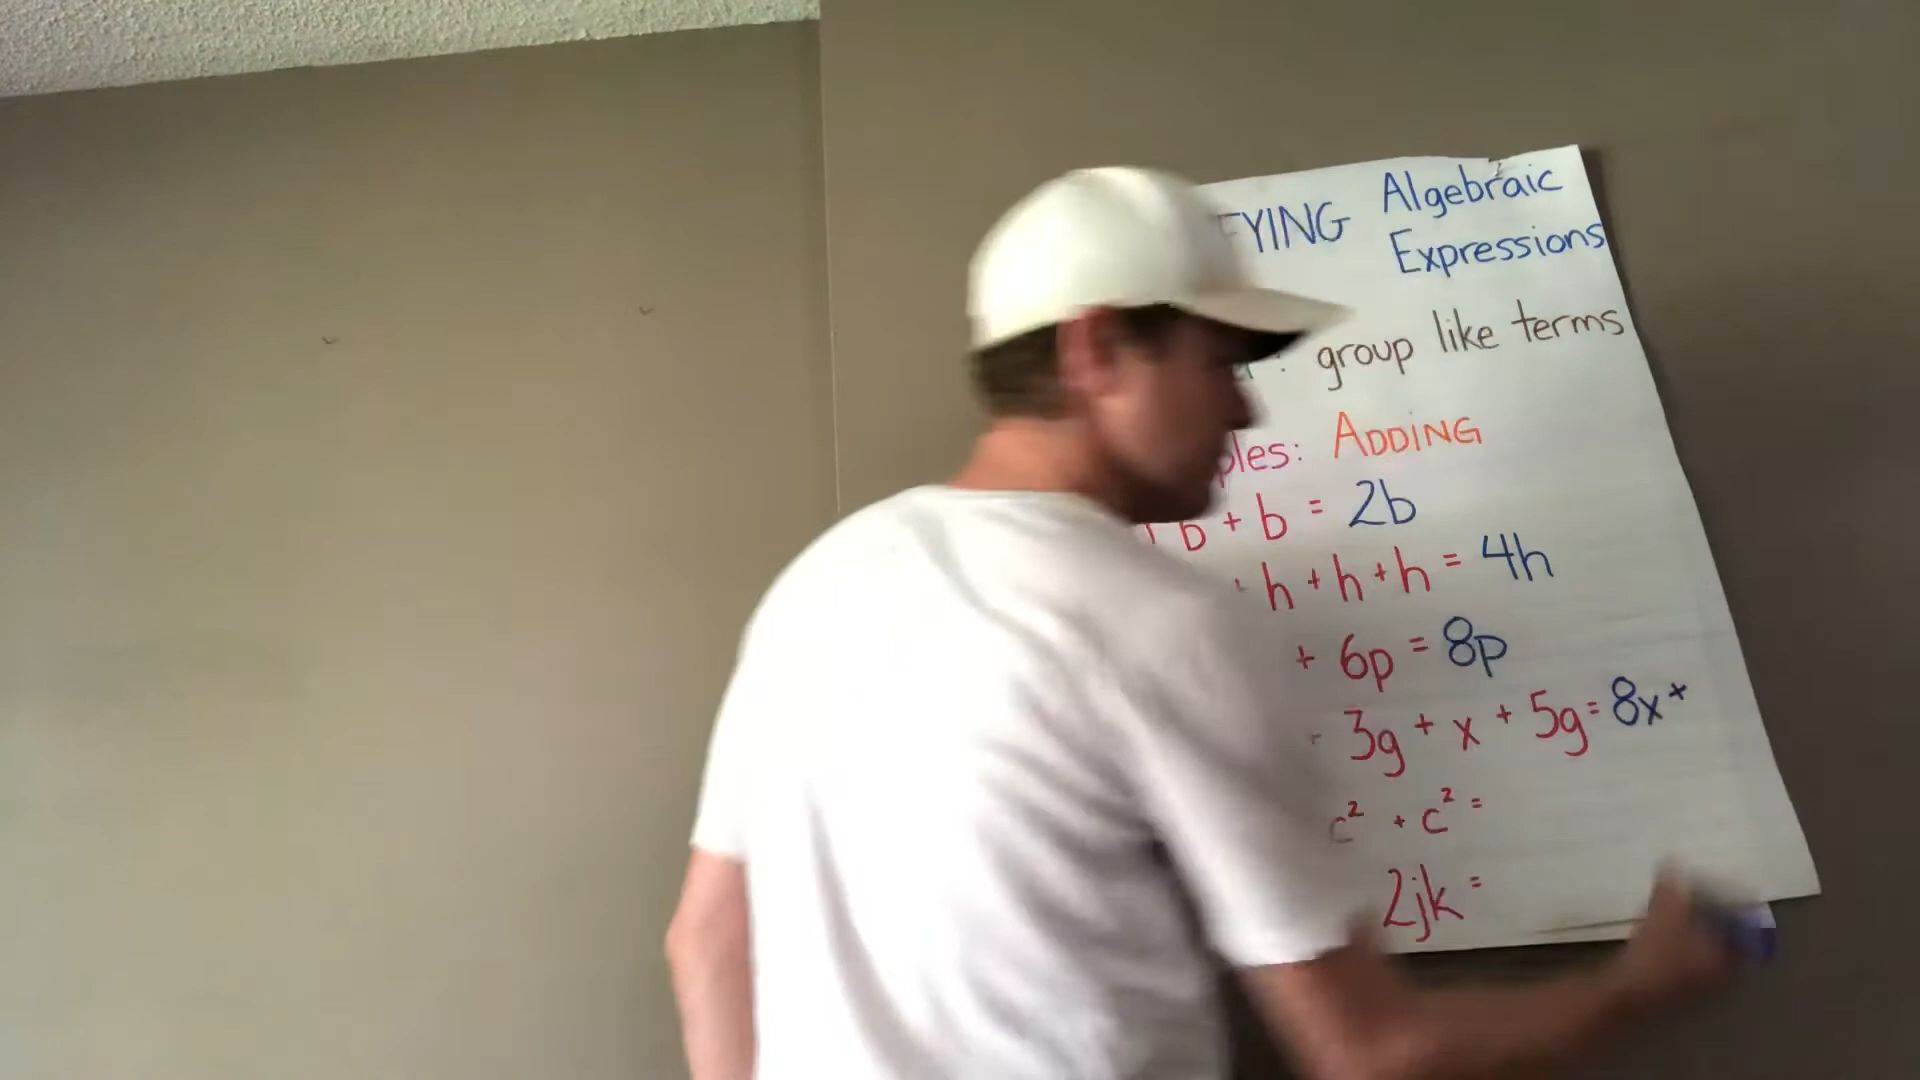 FYING Algebraic
Expressions
: group like terms
ples: ADDING
b + b = 2b
+ h + h + h = 4h
+ 6p = 8p
3g + x + 5g = 8x +
c² + c² =
2jk =